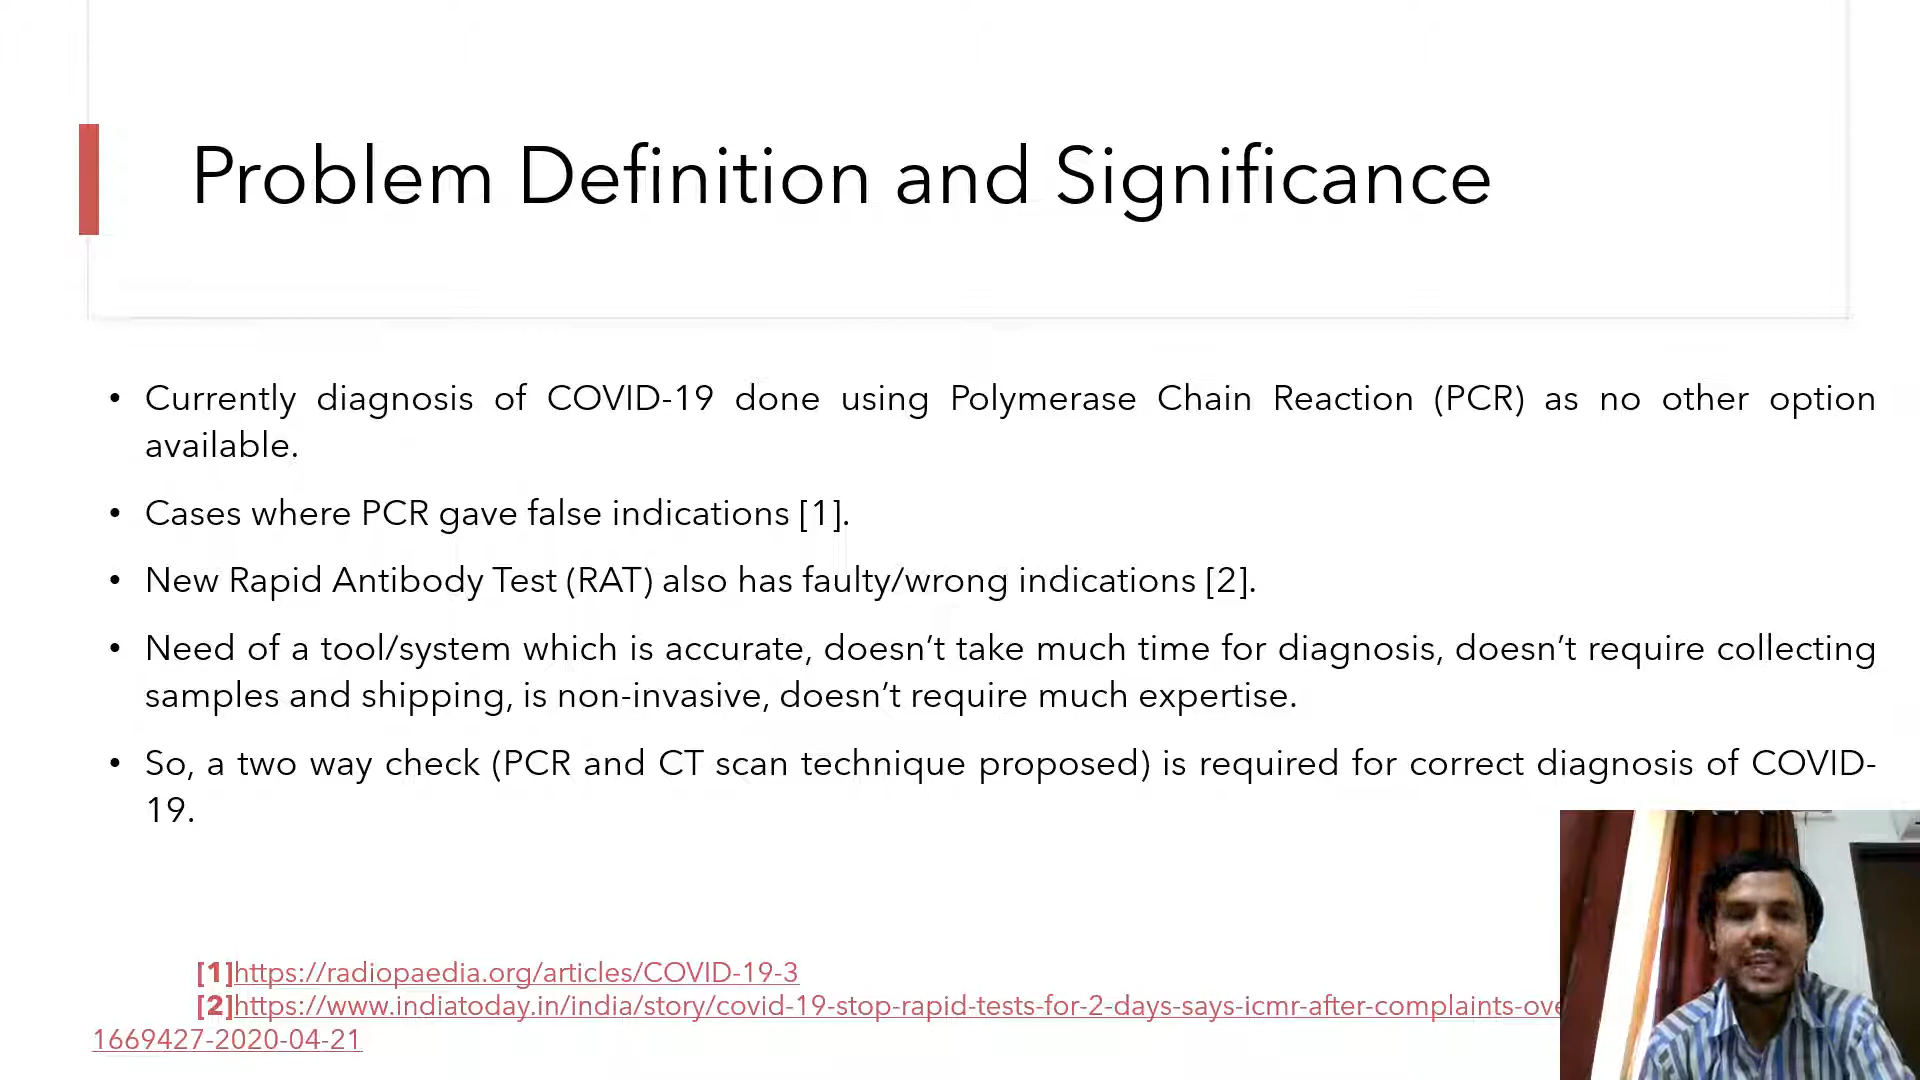 Problem Definition and Significance
• Currently diagnosis of COVID-19 done using Polymerase Chain Reaction (PCR) as no other option
available.
• Cases where PCR gave false indications [1].
• New Rapid Antibody Test (RAT) also has faulty/wrong indications [2].
• Need of a tool/system which is accurate, doesn’t take much time for diagnosis, doesn’t require collecting
samples and shipping, is non-invasive, doesn’t require much expertise.
• So, a two way check (PCR and CT scan technique proposed) is required for correct diagnosis of COVID-
19.
[1]https://radiopaedia.org/articles/COVID-19-3
[2]https://www.indiatoday.in/india/story/covid-19-stop-rapid-tests-for-2-days-says-icmr-after-complaints-ove
1669427-2020-04-21